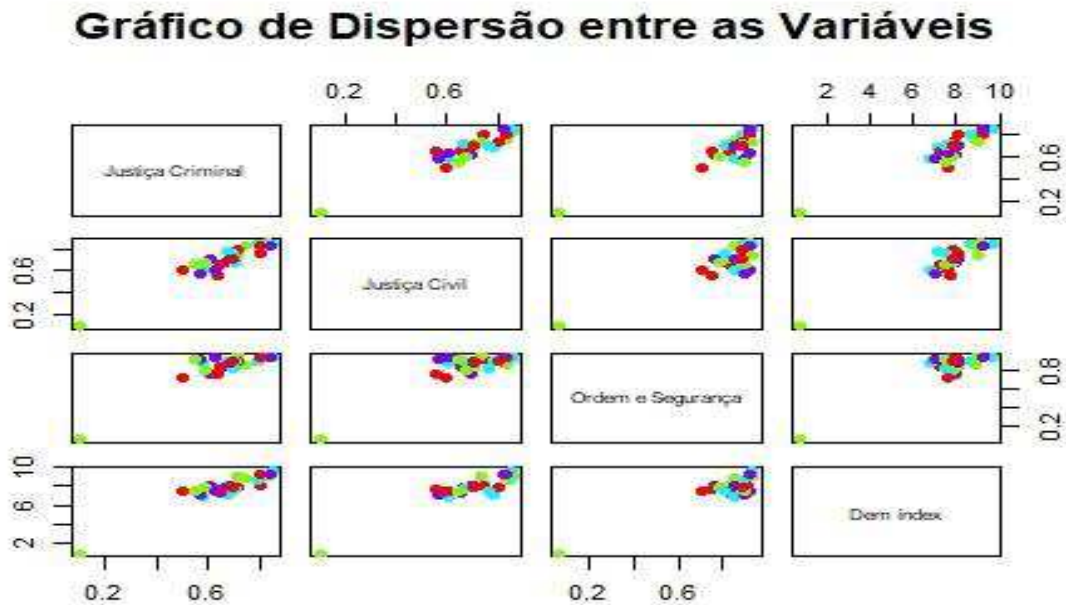 Gráfico de Dispersão entre as Variáveis
0.2 0.6
2 4 6 8 10
Justiça Criminal
0.2 0.6
0.2 0.6
Justiça Civil
Ordem e Segurança
0.2 0.8
2 6 10
Dem index
0.2 0.6
0.2 0.6